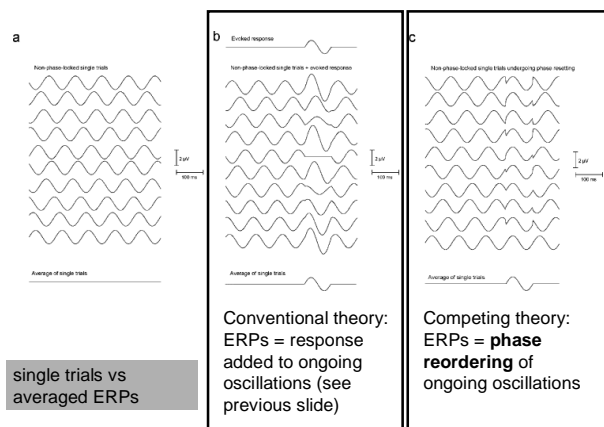 a
Non-phase-locked single trials
2 μV
100 ms
Average of single trials
single trials vs
averaged ERPs
b
Evoked response
Non-phase-locked single trials + evoked response
2 μV
100 ms
Average of single trials
Conventional theory:
ERPs = response
added to ongoing
oscillations (see
previous slide)
c
Non-phase-locked single trials undergoing phase resetting
2 μV
100 ms
Average of single trials
Competing theory:
ERPs = phase
reordering of
ongoing oscillations